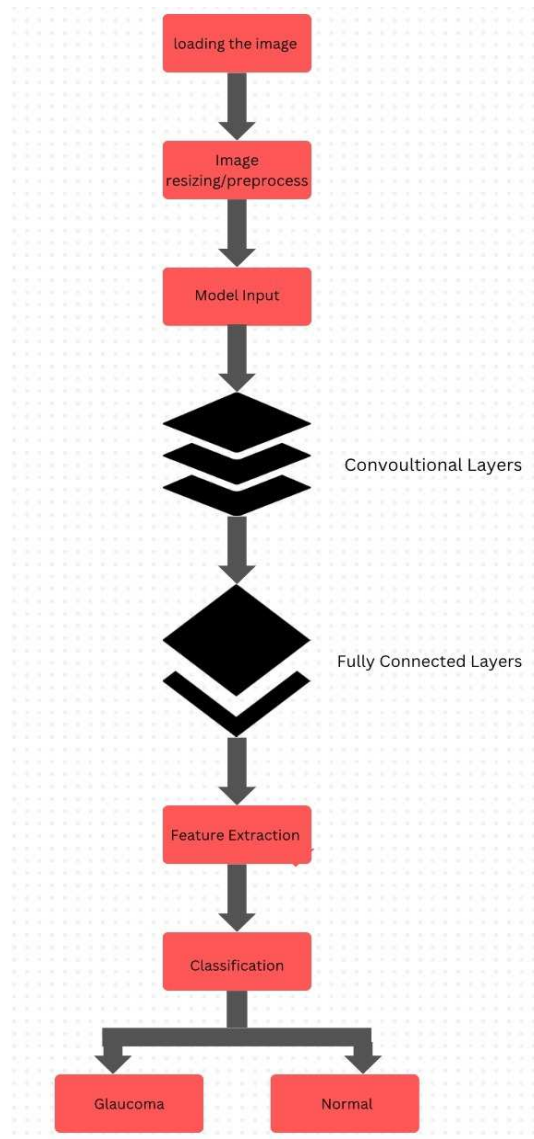 loading the image
Image
resizing/preprocess
Model Input
Convoultional Layers
Fully Connected Layers
Feature Extraction
Classification
Glaucoma
Normal